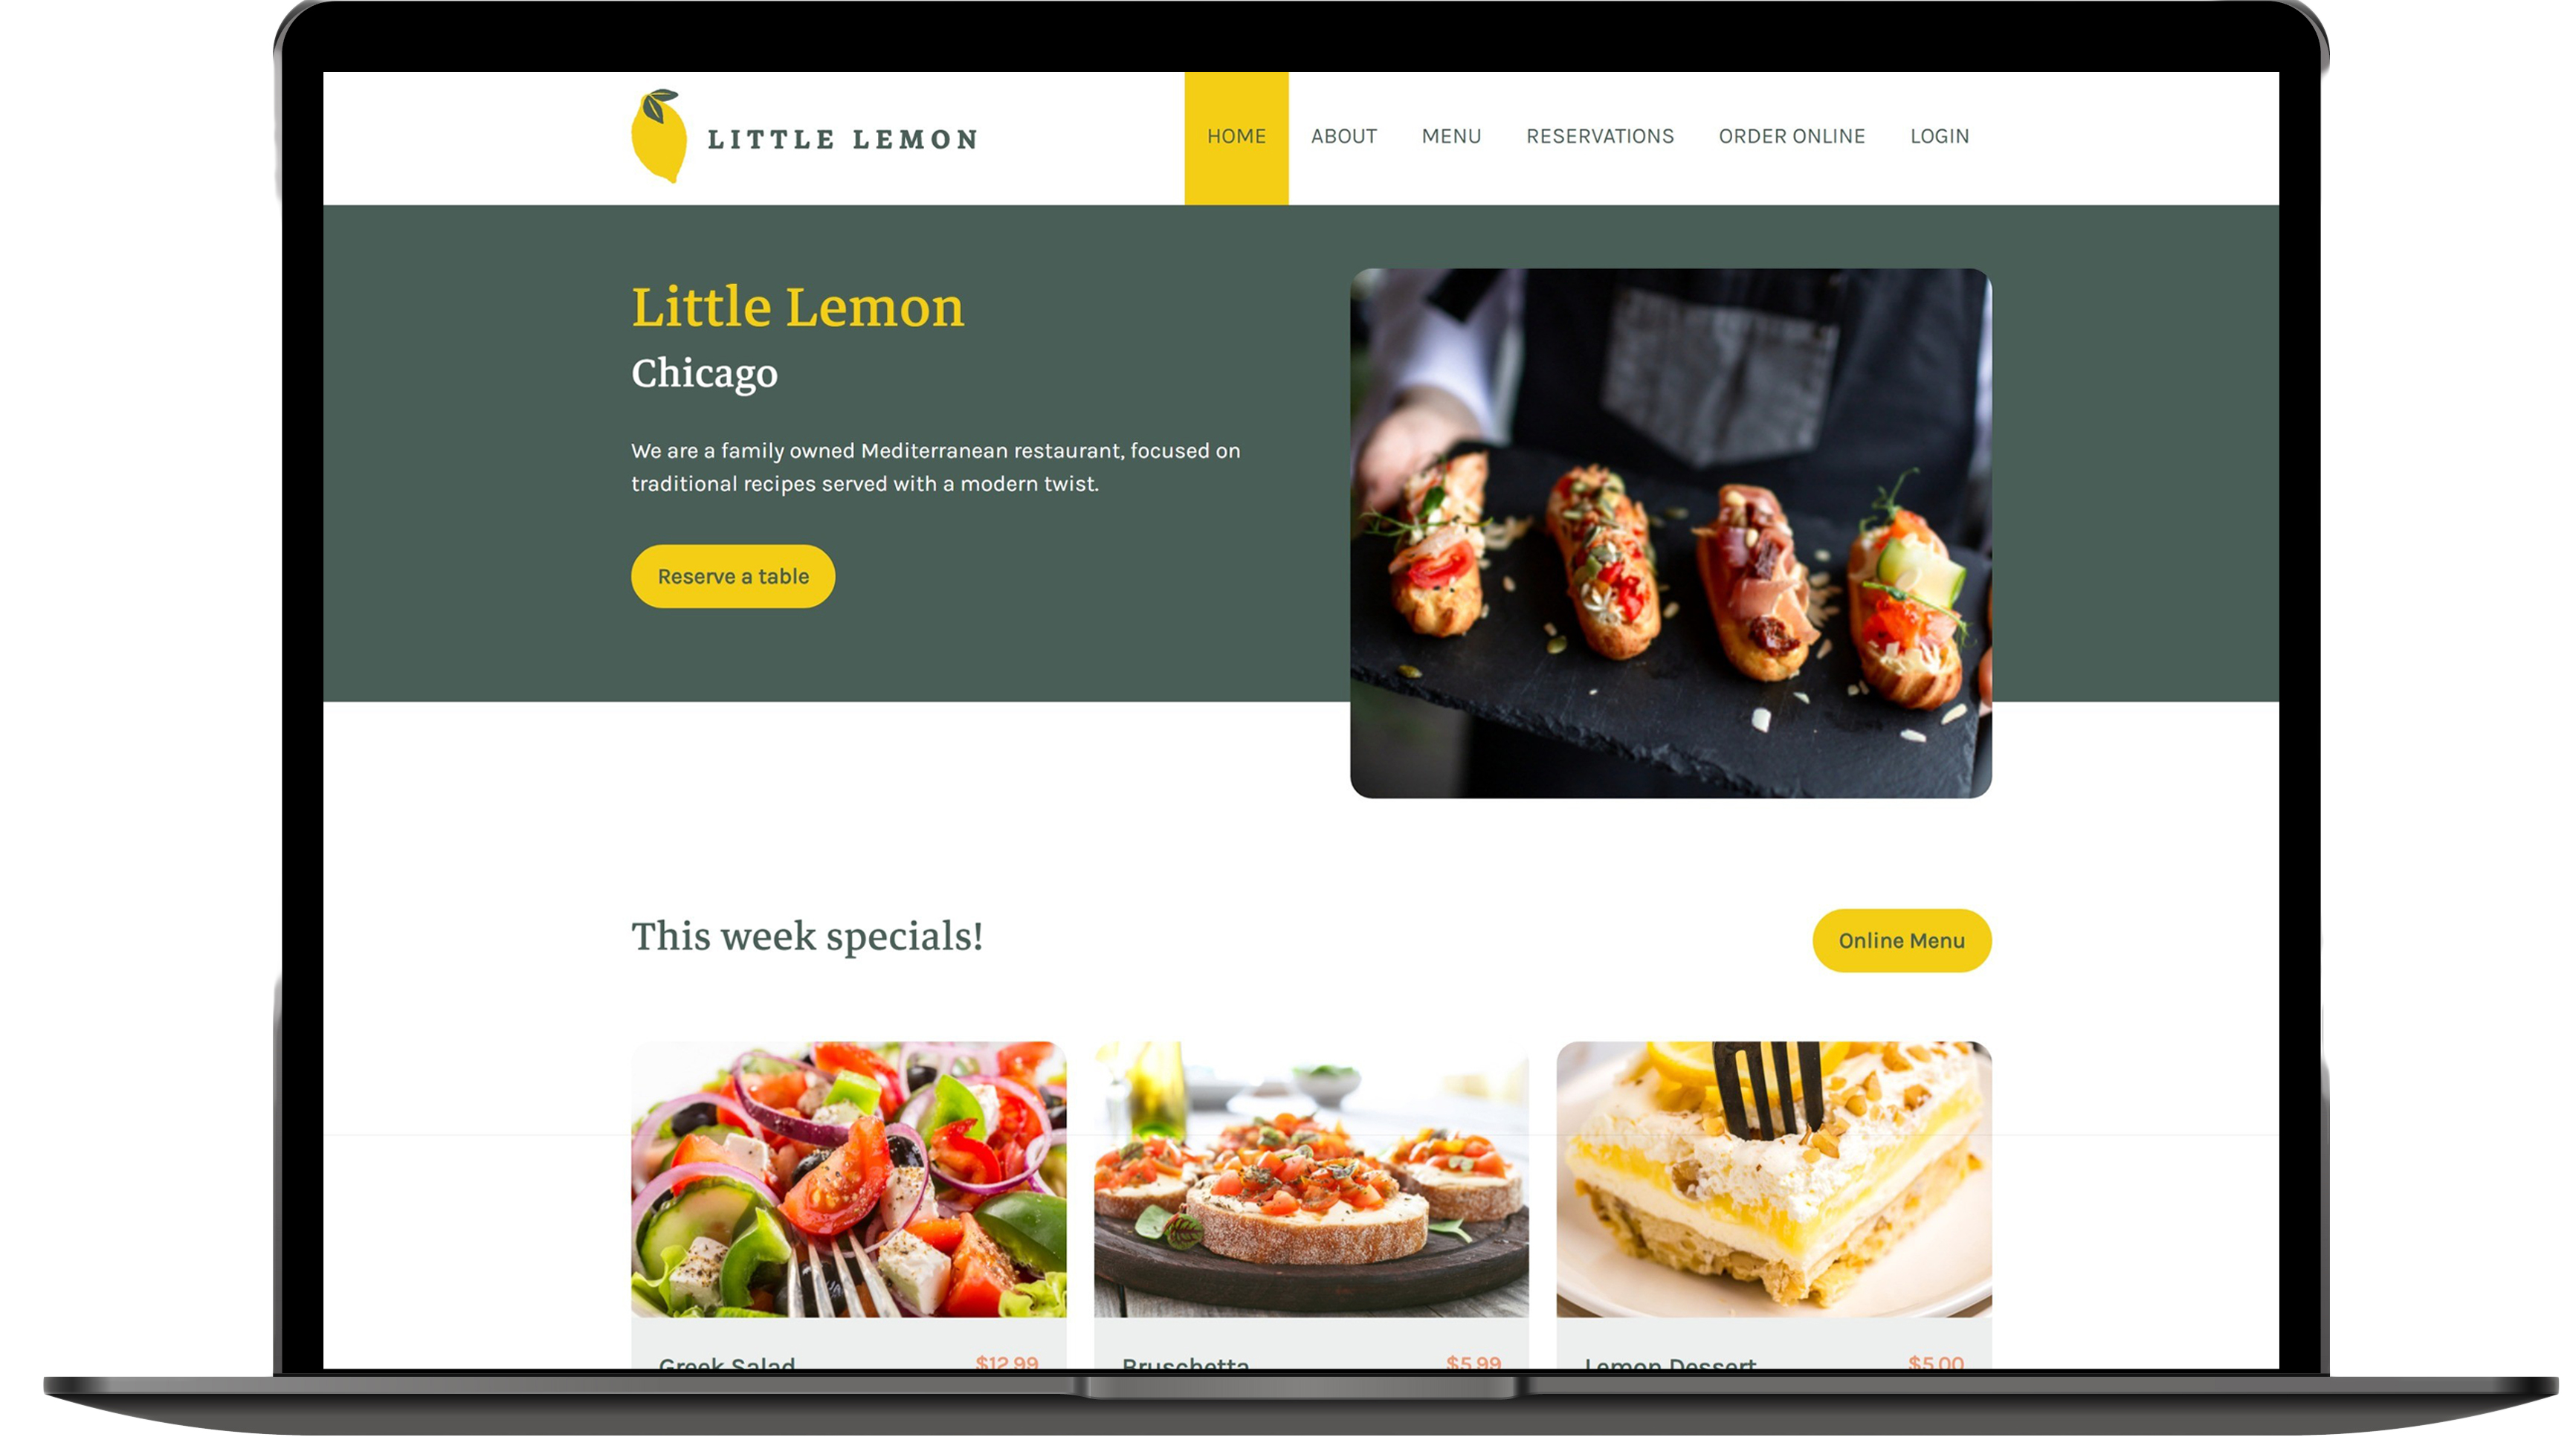 LITTLE LEMON
HOME ABOUT MENU RESERVATIONS ORDER ONLINE LOGIN
Little Lemon
Chicago
We are a family owned Mediterranean restaurant, focused on
traditional recipes served with a modern twist.
Reserve a table
This week specials!
Online Menu
Greek Salad $12.99
Bruschetta $5.99
Lemon Dessert $5.00